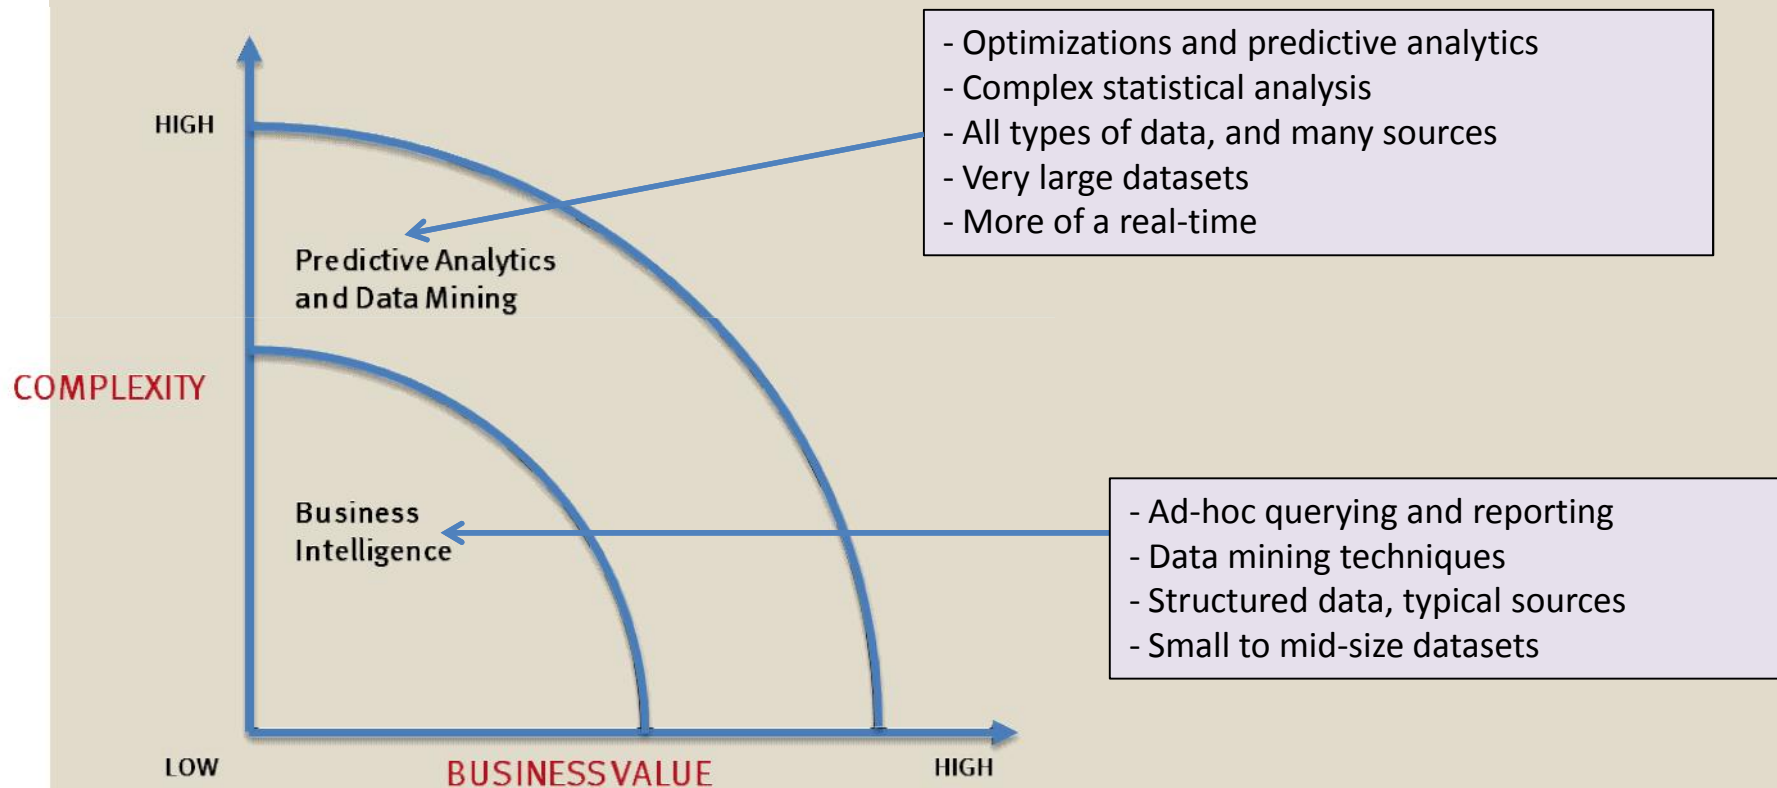 - Optimizations and predictive analytics
- Complex statistical analysis
- All types of data, and many sources
- Very large datasets
- More of a real-time
HIGH
Predictive Analytics
and Data Mining
COMPLEXITY
Business
Intelligence
- Ad-hoc querying and reporting
- Data mining techniques
- Structured data, typical sources
- Small to mid-size datasets
LOW
BUSINESS VALUE
HIGH